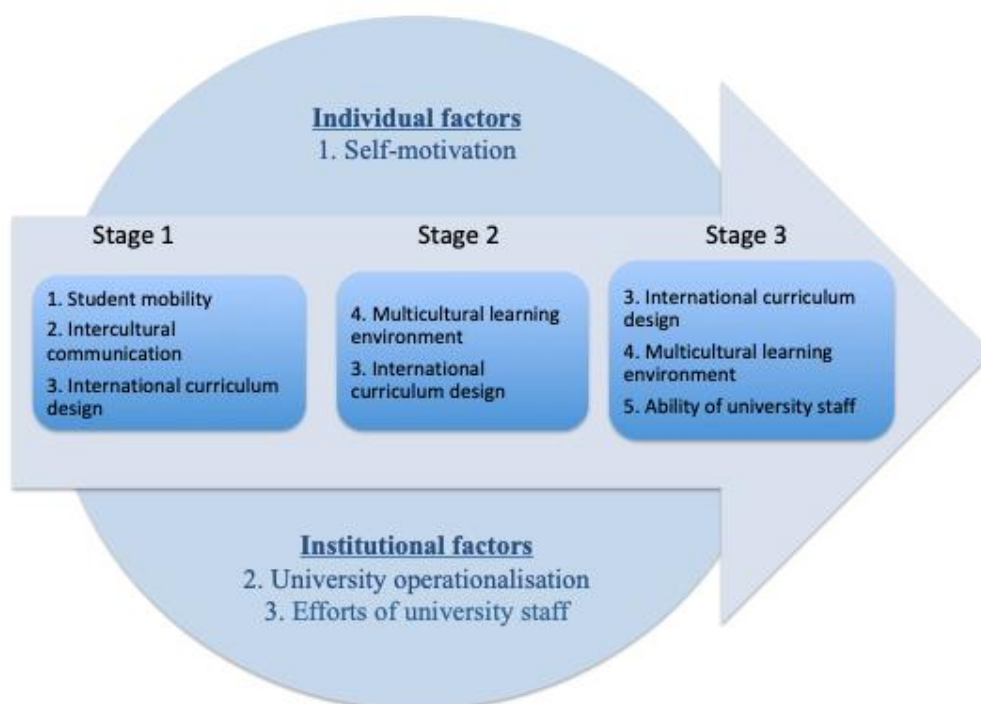 Individual factors
1. Self-motivation
Stage 1
1. Student mobility
2. Intercultural
communication
3. International curriculum
design
Stage 2
4. Multicultural learning
environment
3. International
curriculum design
Stage 3
3. International curriculum
design
4. Multicultural learning
environment
5. Ability of university staff
Institutional factors
2. University operationalisation
3. Efforts of university staff